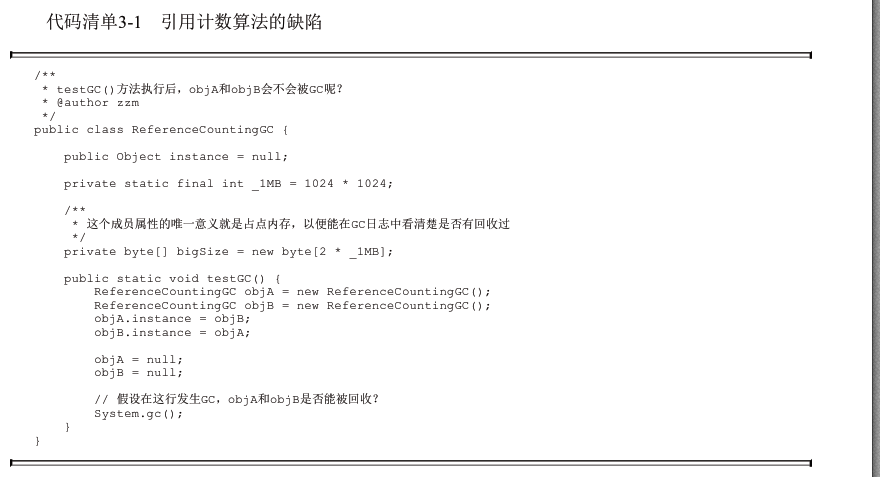 代码清单3-1 引用计数算法的缺陷
/**
 * testGC()方法执行后，objA和objB会不会被GC呢？
 * @author zzm
 */
public class ReferenceCountingGC {
    public Object instance = null;
    private static final int _1MB = 1024 * 1024;
    /**
     * 这个成员属性的唯一意义就是占点内存，以便能在GC日志中看清楚是否有回收过
     */
    private byte[] bigSize = new byte[2 * _1MB];
    public static void testGC() {
        ReferenceCountingGC objA = new ReferenceCountingGC();
        ReferenceCountingGC objB = new ReferenceCountingGC();
        objA.instance = objB;
        objB.instance = objA;
        objA = null;
        objB = null;
        // 假设在这行发生GC，objA和objB是否能被回收？
        System.gc();
    }
}